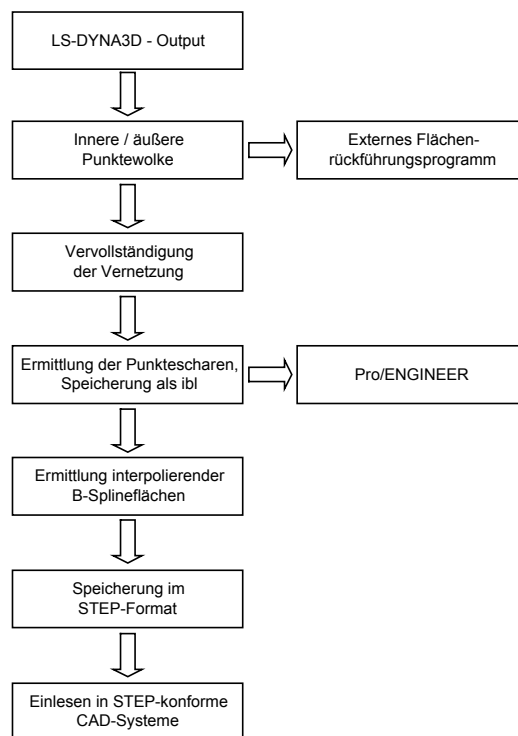 LS-DYNA3D - Output
Innere / äußere
Punktewolke
Externes Flächen-
rückführungsprogramm
Vervollständigung
der Vernetzung
Ermittlung der Punktescharen,
Speicherung als ibl
Pro/ENGINEER
Ermittlung interpolierender
B-Splineflächen
Speicherung im
STEP-Format
Einlesen in STEP-konforme
CAD-Systeme